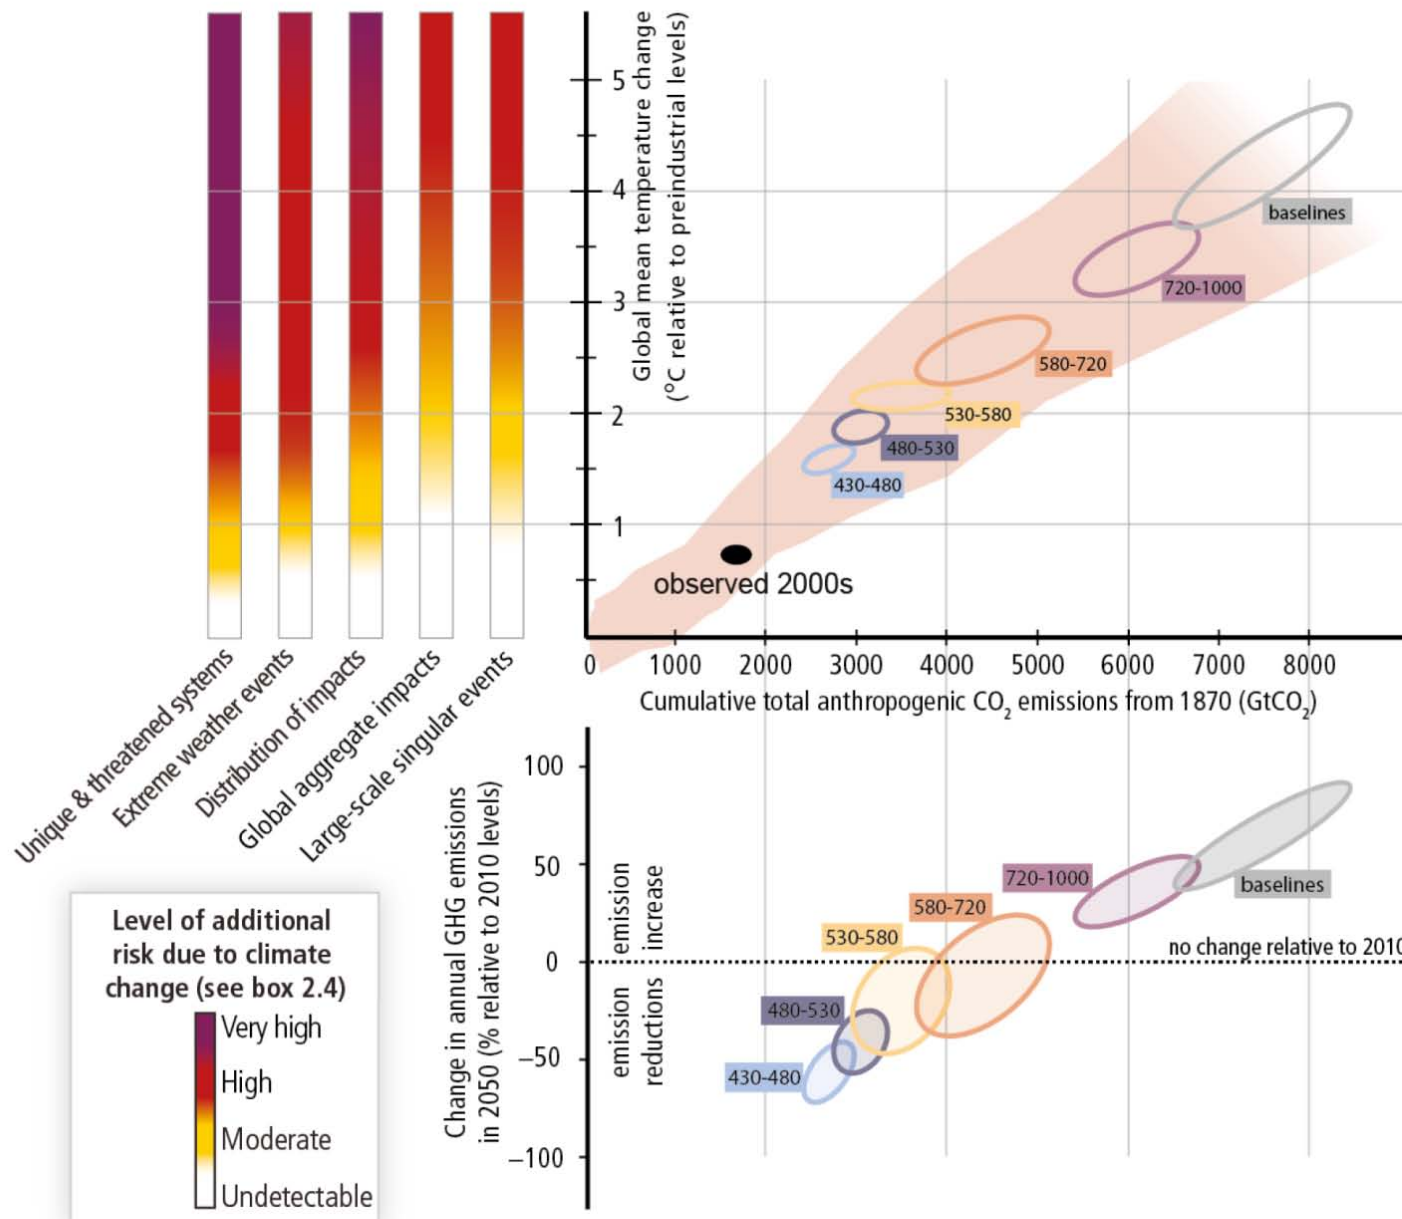 Global mean temperature change
(°C relative to preindustrial levels)
5
4
3
2
1
baselines
720-1000
580-720
530-580
480-530
430-480
observed 2000s
0 1000 2000 3000 4000 5000 6000 7000 8000
Cumulative total anthropogenic CO₂ emissions from 1870 (GtCO₂)
Unique & threatened systems
Extreme weather events
Distribution of impacts
Global aggregate impacts
Large-scale singular events
Level of additional
risk due to climate
change (see box 2.4)
Very high
High
Moderate
Undetectable
Change in annual GHG emissions
in 2050 (% relative to 2010 levels)
100
50
0
−50
−100
emission
increase
emission
reductions
720-1000
baselines
580-720
530-580
no change relative to 2010
480-530
430-480